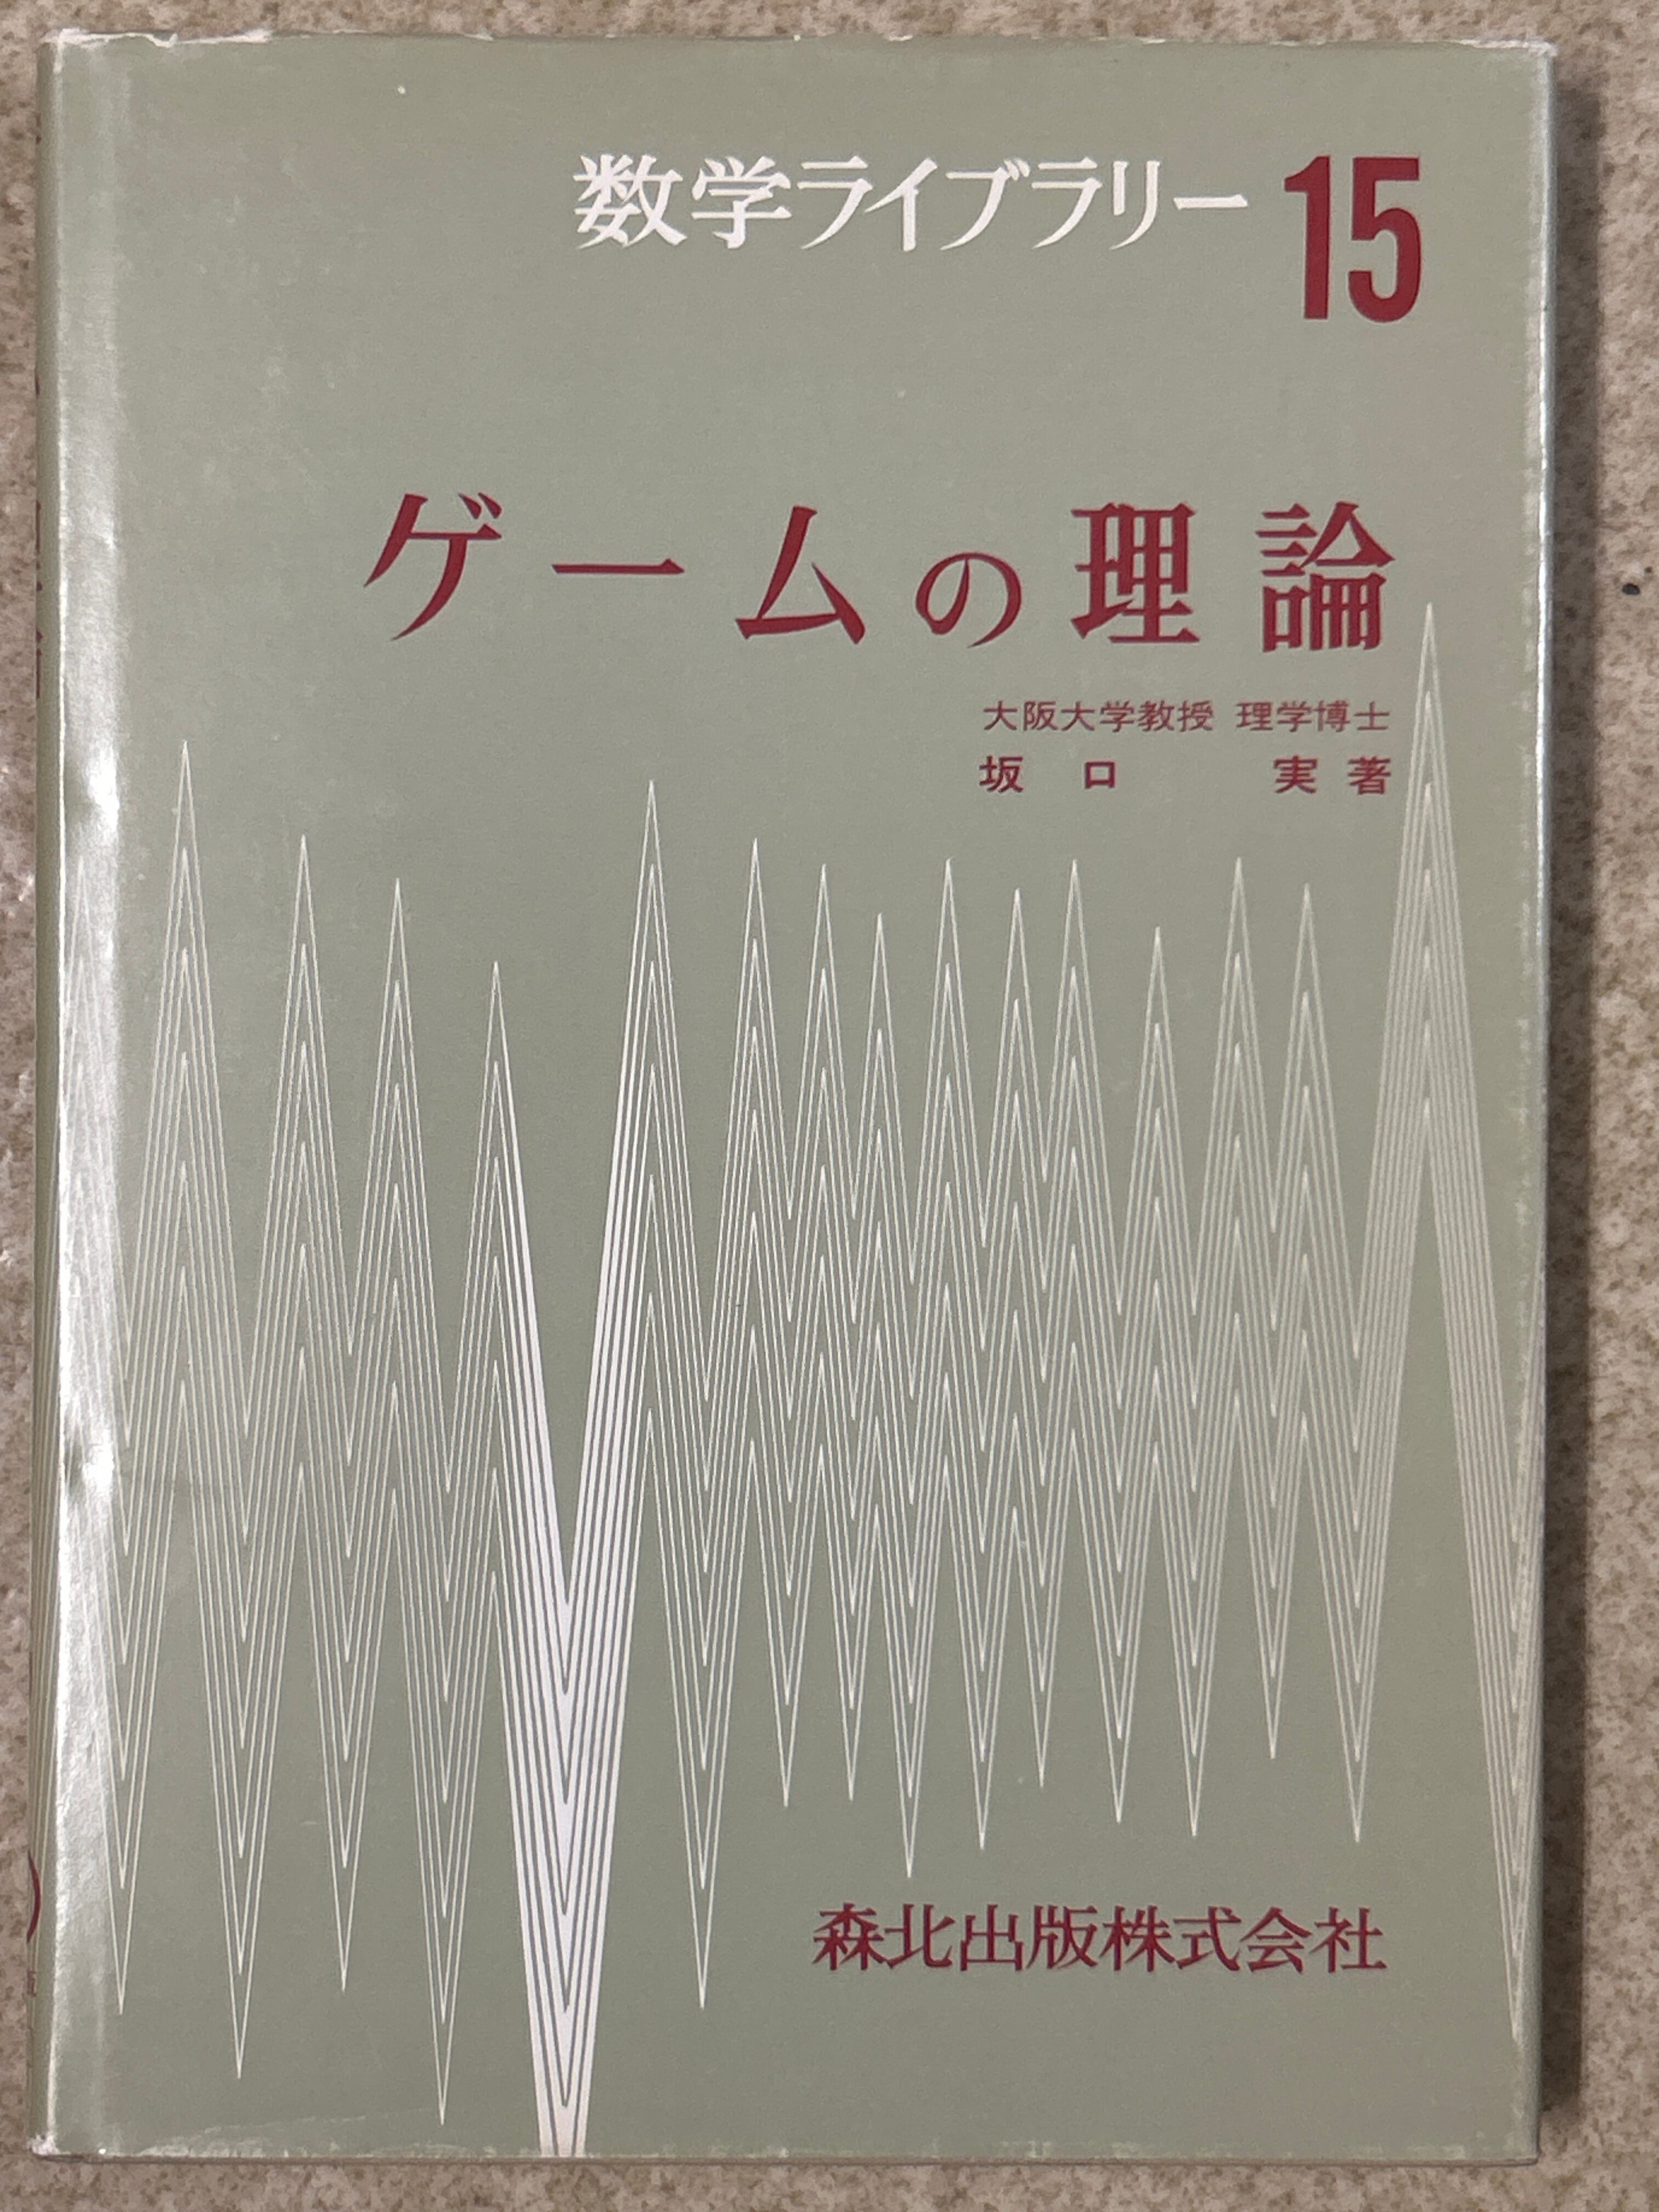 数学ライブラリー 15
ゲームの理論
大阪大学教授 理学博士
坂口 実 著
森北出版株式会社